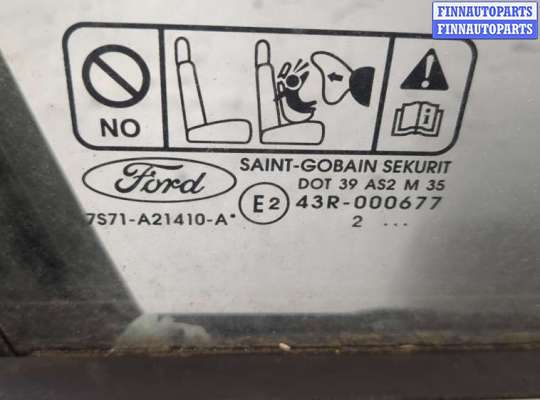 FINNAUTOPARTS
FINNAUTOPARTS
NO
Ford
SAINT-GOBAIN SEKURIT
DOT 39 AS2 M 35
E2 43R-000677
7S71-A21410-A*
2 ...